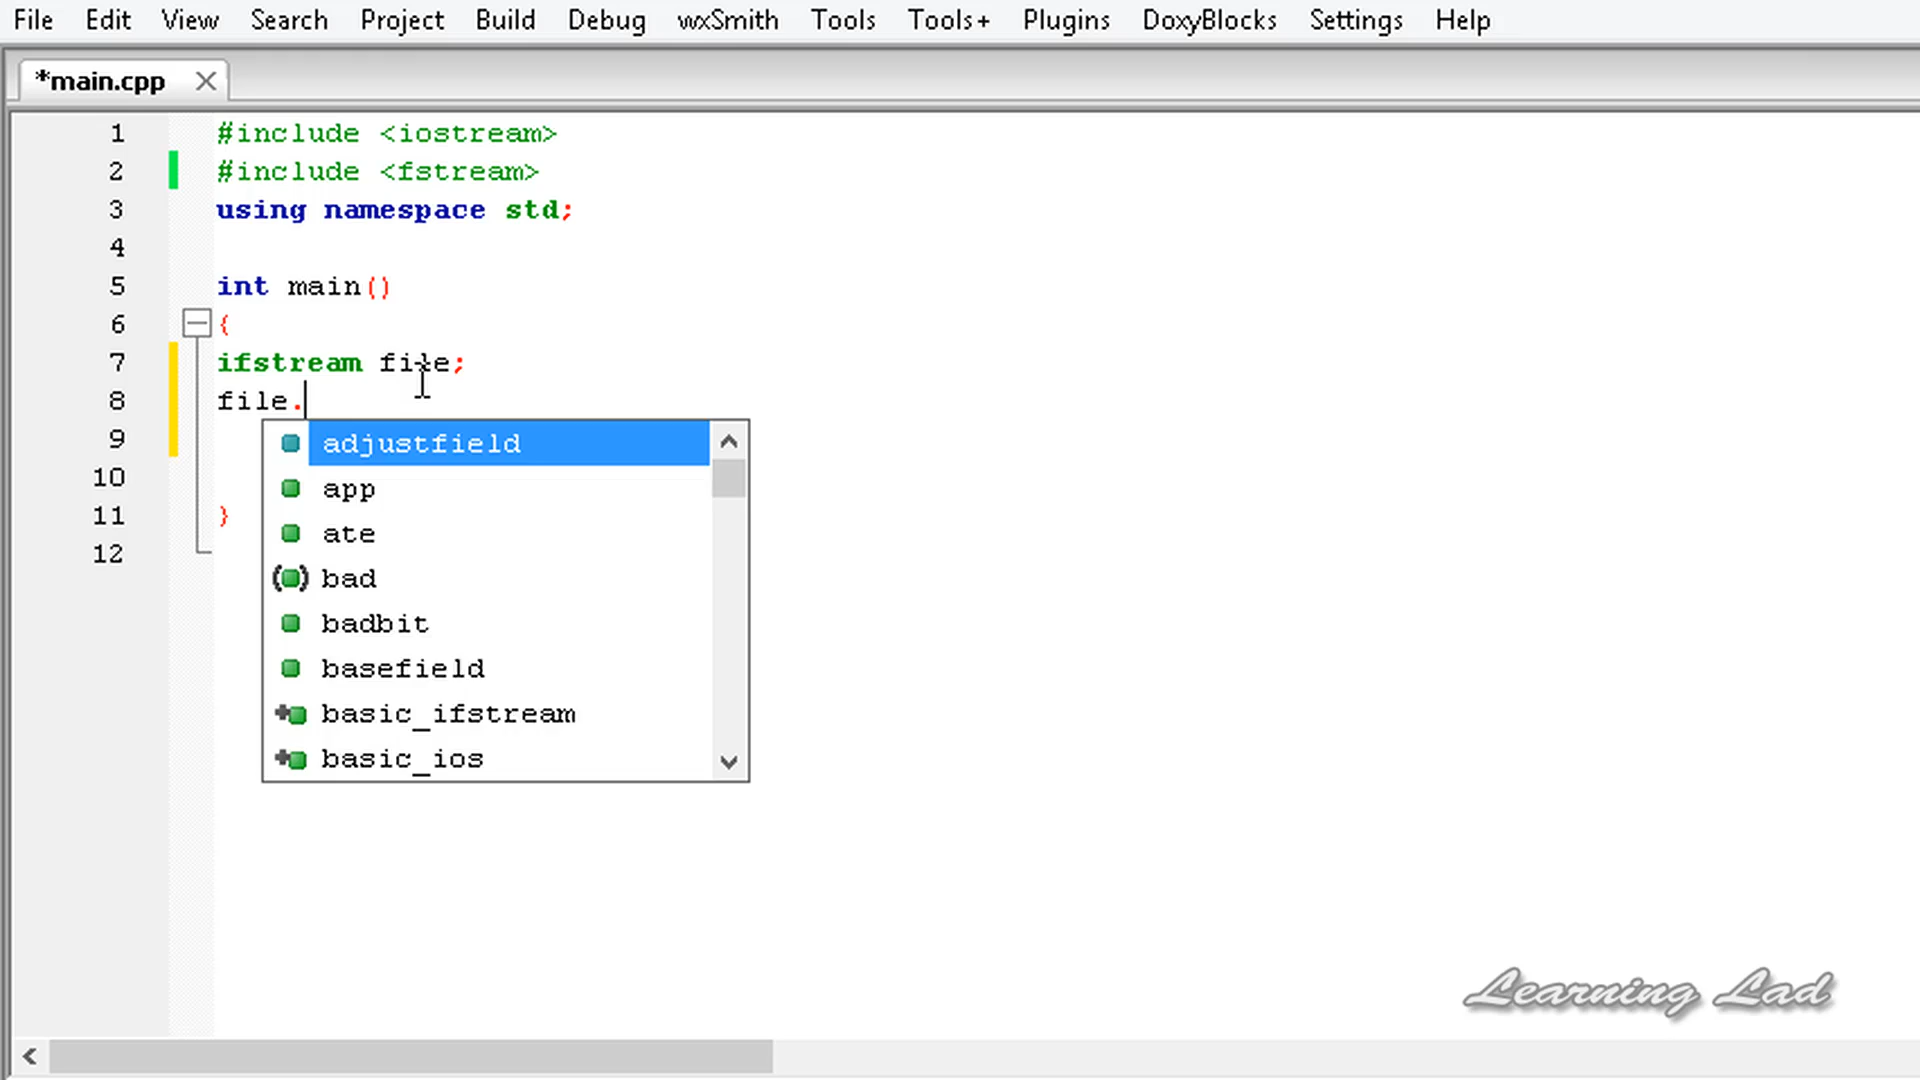 File Edit View Search Project Build Debug wxSmith Tools Tools+ Plugins DoxyBlocks Settings Help
*main.cpp
1 #include <iostream>
2 #include <fstream>
3 using namespace std;
4
5 int main()
6 {
7 ifstream file;
8 file.
9
10
11 }
12
adjustfield
app
ate
bad
badbit
basefield
basic_ifstream
basic_ios
Learning Lad